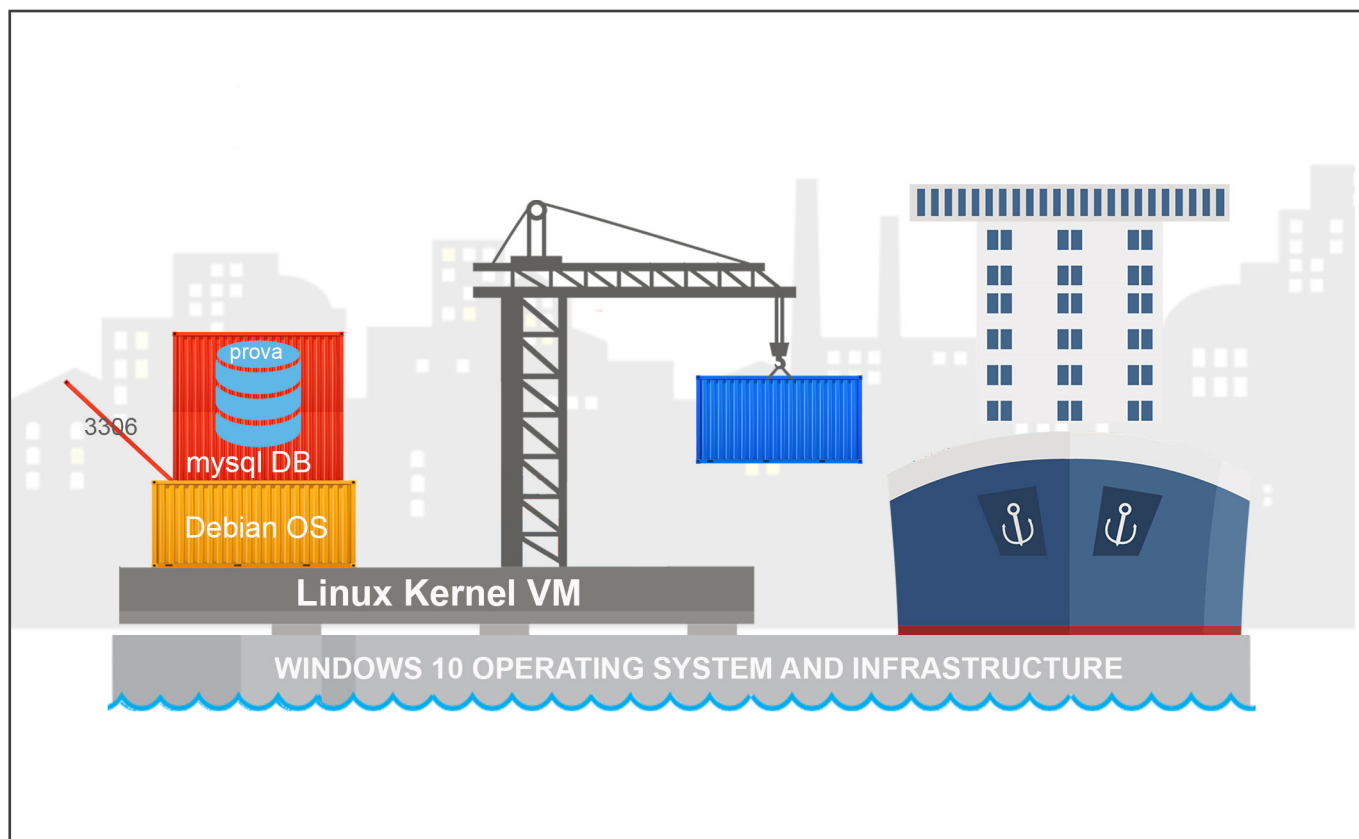 prova
3306
mysql DB
Debian OS
Linux Kernel VM
WINDOWS 10 OPERATING SYSTEM AND INFRASTRUCTURE